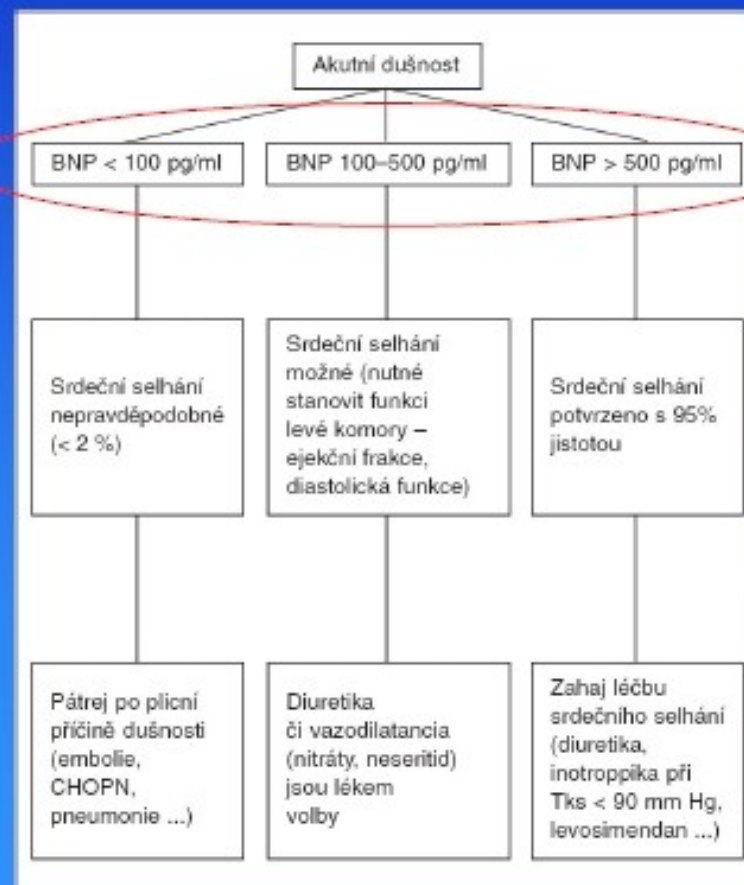 Akutní dušnost
BNP < 100 pg/ml
BNP 100–500 pg/ml
BNP > 500 pg/ml
Srdeční selhání
nepravděpodobné
(< 2 %)
Srdeční selhání
možné (nutné
stanovit funkci
levé komory –
ejekční frakce,
diastolická funkce)
Srdeční selhání
potvrzeno s 95%
jistotou
Pátrej po plicní
příčině dušnosti
(embolie,
CHOPN,
pneumonie ...)
Diuretika
či vazodilatancia
(nitráty, neseritid)
jsou lékem
volby
Zahaj léčbu
srdečního selhání
(diuretika,
inotroppika při
Tks < 90 mm Hg,
levosimendan ...)